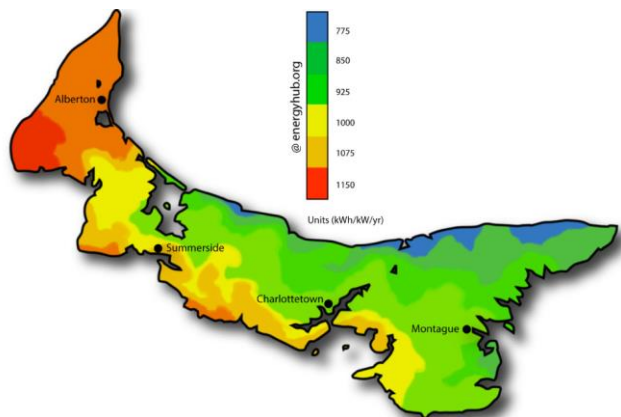 775
850
925
1000
1075
1150
@ energyhub.org
Units (kWh/kW/yr)
Alberton
Summerside
Charlottetown
Montague